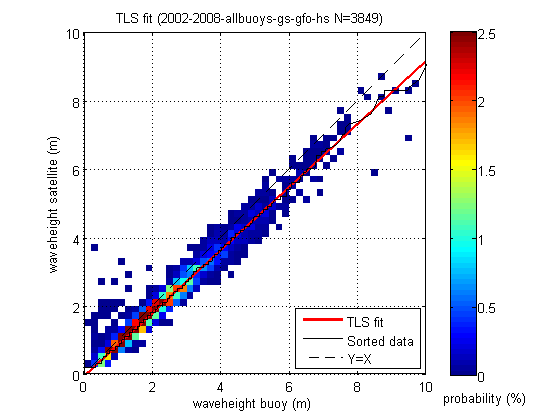 TLS fit (2002-2008-allbuoys-gs-gfo-hs N=3849)
waveheight satellite (m)
10
8
6
4
2
0
0 2 4 6 8 10
waveheight buoy (m)
TLS fit
Sorted data
Y=X
2.5
2
1.5
1
0.5
0
probability (%)